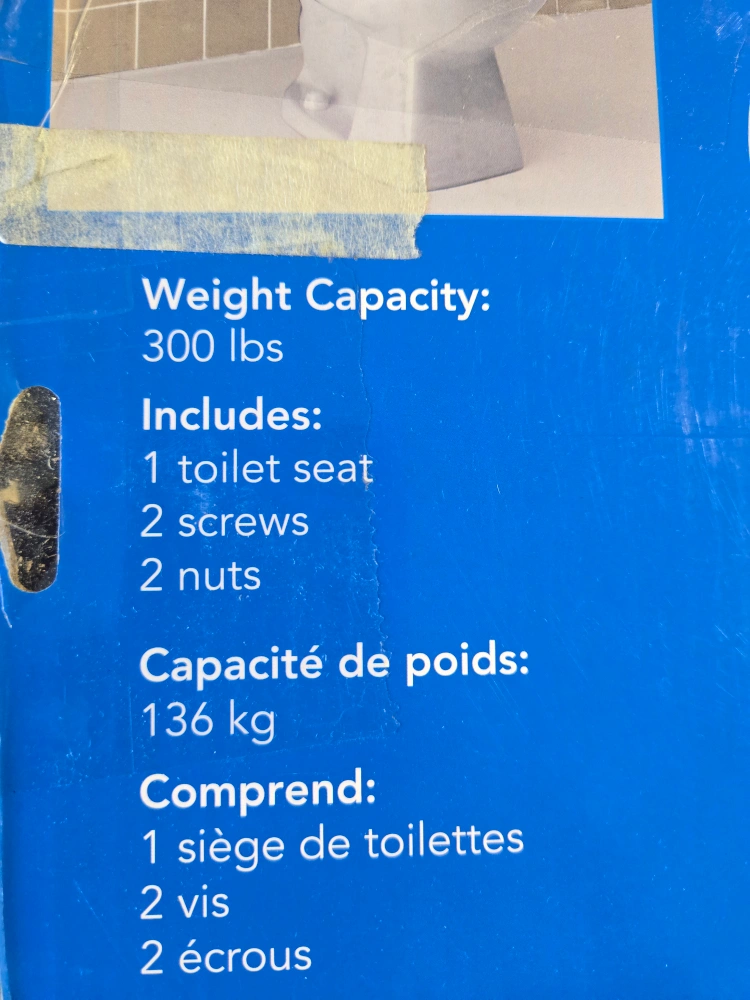 Weight Capacity:
300 lbs
Includes:
1 toilet seat
2 screws
2 nuts
Capacité de poids:
136 kg
Comprend:
1 siège de toilettes
2 vis
2 écrous